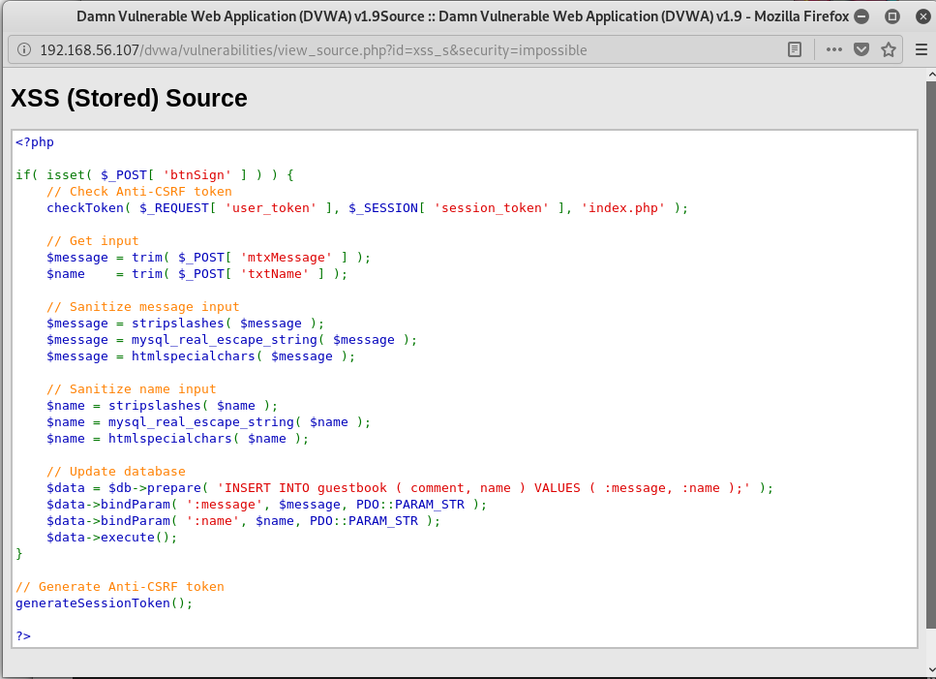 Damn Vulnerable Web Application (DVWA) v1.9Source :: Damn Vulnerable Web Application (DVWA) v1.9 - Mozilla Firefox
192.168.56.107/dvwa/vulnerabilities/view_source.php?id=xss_s&security=impossible
XSS (Stored) Source
<?php
if( isset( $_POST[ 'btnSign' ] ) ) {
    // Check Anti-CSRF token
    checkToken( $_REQUEST[ 'user_token' ], $_SESSION[ 'session_token' ], 'index.php' );
    // Get input
    $message = trim( $_POST[ 'mtxMessage' ] );
    $name    = trim( $_POST[ 'txtName' ] );
    // Sanitize message input
    $message = stripslashes( $message );
    $message = mysql_real_escape_string( $message );
    $message = htmlspecialchars( $message );
    // Sanitize name input
    $name = stripslashes( $name );
    $name = mysql_real_escape_string( $name );
    $name = htmlspecialchars( $name );
    // Update database
    $data = $db->prepare( 'INSERT INTO guestbook ( comment, name ) VALUES ( :message, :name );' );
    $data->bindParam( ':message', $message, PDO::PARAM_STR );
    $data->bindParam( ':name', $name, PDO::PARAM_STR );
    $data->execute();
}
// Generate Anti-CSRF token
generateSessionToken();
?>